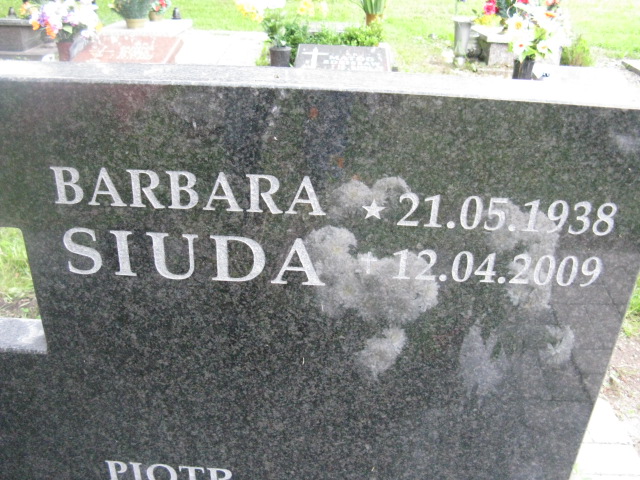 BARBARA ★ 21.05.1938
SIUDA † 12.04.2009
PIOTR